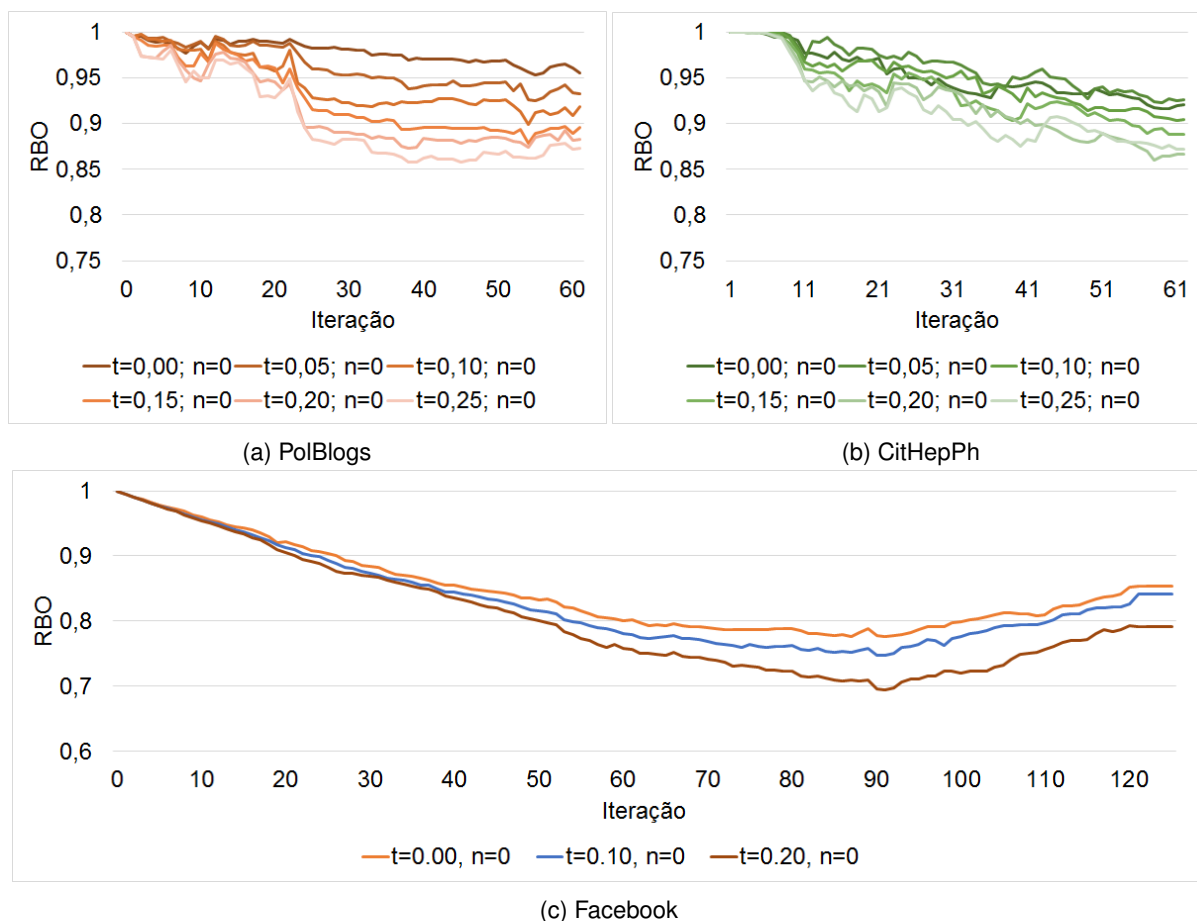 1
0,95
0,9
0,85
0,8
0,75
RBO
0 10 20 30 40 50 60
Iteração
t=0,00; n=0 t=0,05; n=0 t=0,10; n=0
t=0,15; n=0 t=0,20; n=0 t=0,25; n=0
(a) PolBlogs
1
0,95
0,9
0,85
0,8
0,75
RBO
1 11 21 31 41 51 61
Iteração
t=0,00; n=0 t=0,05; n=0 t=0,10; n=0
t=0,15; n=0 t=0,20; n=0 t=0,25; n=0
(b) CitHepPh
1
0,9
0,8
0,7
0,6
RBO
0 10 20 30 40 50 60 70 80 90 100 110 120
Iteração
t=0.00, n=0 t=0.10, n=0 t=0.20, n=0
(c) Facebook